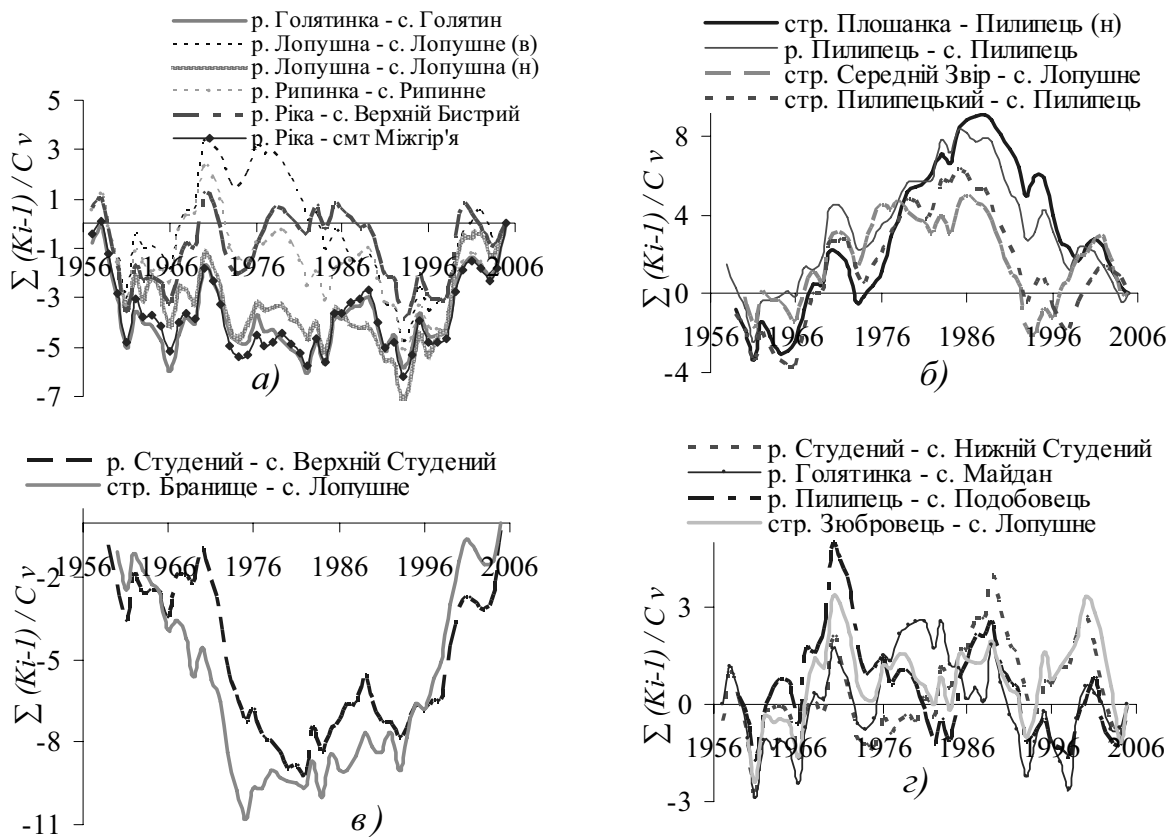 р. Голятинка - с. Голятин
р. Лопушна - с. Лопушне (в)
р. Лопушна - с. Лопушна (н)
р. Рипинка - с. Рипинне
р. Ріка - с. Верхній Бистрий
р. Ріка - смт Міжгір'я
5
3
1
-1
-3
-5
-7
1956 1966 1976 1986 1996 2006
∑ (Ki-1) / C v
а)
стр. Плошанка - Пилипець (н)
р. Пилипець - с. Пилипець
стр. Середній Звір - с. Лопушне
стр. Пилипецький - с. Пилипець
8
4
0
-4
1956 1966 1976 1986 1996 2006
∑ (Ki-1) / C v
б)
р. Студений - с. Верхній Студений
стр. Бранище - с. Лопушне
1956 1966 1976 1986 1996 2006
-2
-5
-8
-11
∑ (Ki-1) / C v
в)
р. Студений - с. Нижній Студений
р. Голятинка - с. Майдан
р. Пилипець - с. Подобовець
стр. Зюбровець - с. Лопушне
3
0
-3
1956 1966 1976 1986 1996 2006
∑ (Ki-1) / C v
г)